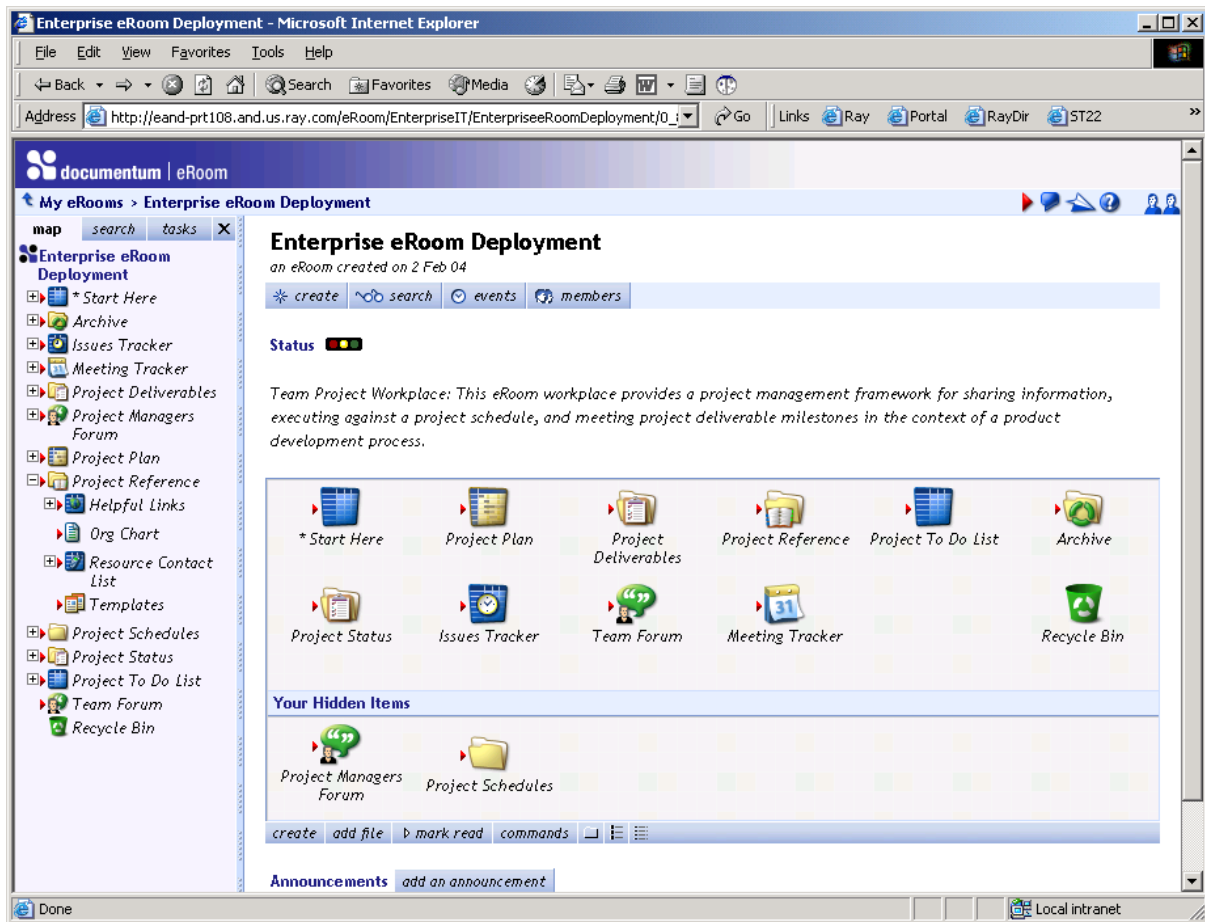 Enterprise eRoom Deployment - Microsoft Internet Explorer
File Edit View Favorites Tools Help
Back Search Favorites Media
Address http://eand-prt108.and.us.ray.com/eRoom/EnterpriseIT/EnterpriseeRoomDeployment/0_ Go Links Ray Portal RayDir ST22 »
documentum | eRoom
My eRooms > Enterprise eRoom Deployment
map search tasks X
Enterprise eRoom
Deployment
* Start Here
Archive
Issues Tracker
Meeting Tracker
Project Deliverables
Project Managers
Forum
Project Plan
Project Reference
Helpful Links
Org Chart
Resource Contact
List
Templates
Project Schedules
Project Status
Project To Do List
Team Forum
Recycle Bin
Enterprise eRoom Deployment
an eRoom created on 2 Feb 04
create search events members
Status
Team Project Workplace: This eRoom workplace provides a project management framework for sharing information,
executing against a project schedule, and meeting project deliverable milestones in the context of a product
development process.
* Start Here Project Plan Project Deliverables Project Reference Project To Do List Archive
Project Status Issues Tracker Team Forum Meeting Tracker Recycle Bin
Your Hidden Items
Project Managers Forum Project Schedules
create add file mark read commands
Announcements add an announcement
Done Local intranet